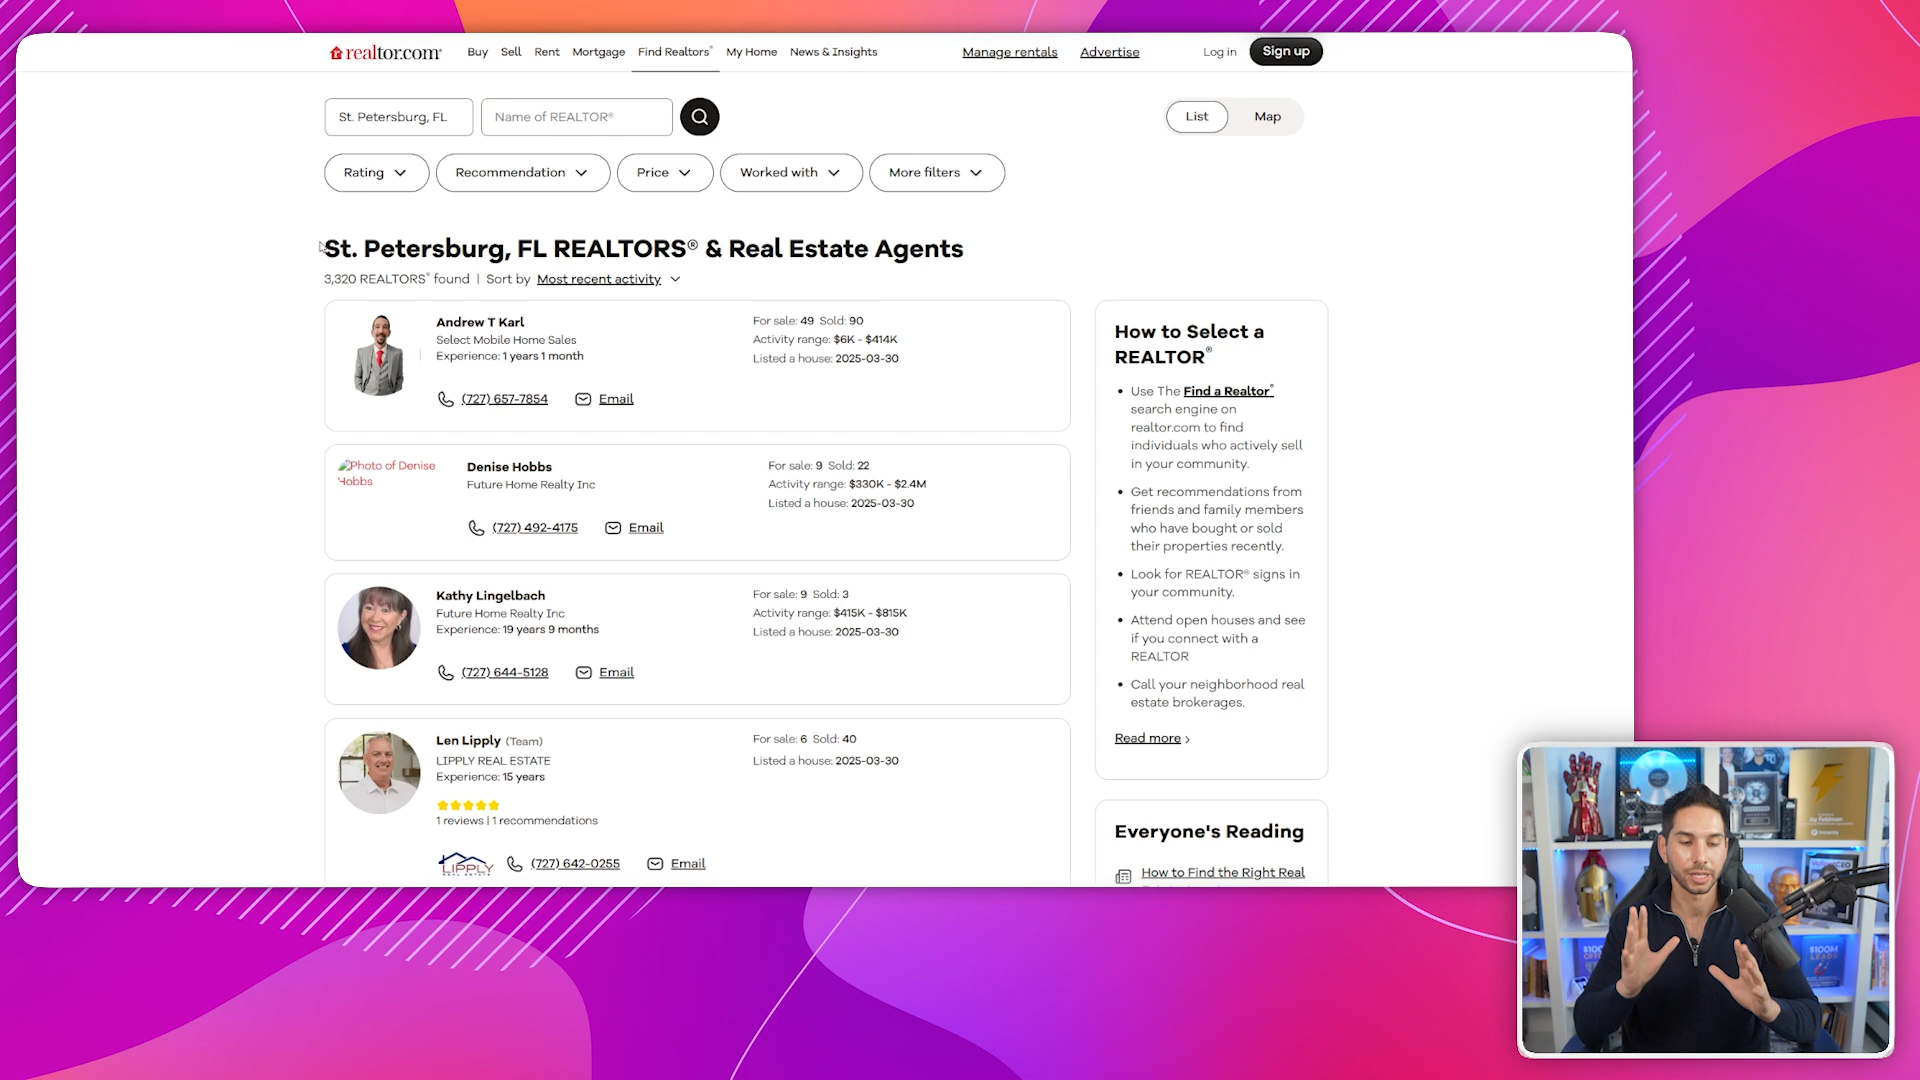 realtor.com®
Buy Sell Rent Mortgage Find Realtors® My Home News & Insights
Manage rentals Advertise
Log in Sign up
St. Petersburg, FL
Name of REALTOR®
List Map
Rating Recommendation Price Worked with More filters
St. Petersburg, FL REALTORS® & Real Estate Agents
3,320 REALTORS® found | Sort by Most recent activity
Andrew T Karl
Select Mobile Home Sales
Experience: 1 years 1 month
(727) 657-7854 Email
For sale: 49 Sold: 90
Activity range: $6K - $414K
Listed a house: 2025-03-30
Photo of Denise
Hobbs
Denise Hobbs
Future Home Realty Inc
(727) 492-4175 Email
For sale: 9 Sold: 22
Activity range: $330K - $2.4M
Listed a house: 2025-03-30
Kathy Lingelbach
Future Home Realty Inc
Experience: 19 years 9 months
(727) 644-5128 Email
For sale: 9 Sold: 3
Activity range: $415K - $815K
Listed a house: 2025-03-30
Len Lipply (Team)
LIPPLY REAL ESTATE
Experience: 15 years
1 reviews | 1 recommendations
LIPPLY
REAL ESTATE
(727) 642-0255 Email
For sale: 6 Sold: 40
Listed a house: 2025-03-30
How to Select a
REALTOR®
• Use The Find a Realtor®
search engine on
realtor.com to find
individuals who actively sell
in your community.
• Get recommendations from
friends and family members
who have bought or sold
their properties recently.
• Look for REALTOR® signs in
your community.
• Attend open houses and see
if you connect with a
REALTOR
• Call your neighborhood real
estate brokerages.
Read more
Everyone's Reading
How to Find the Right Real
$100M
$100M
LEADS